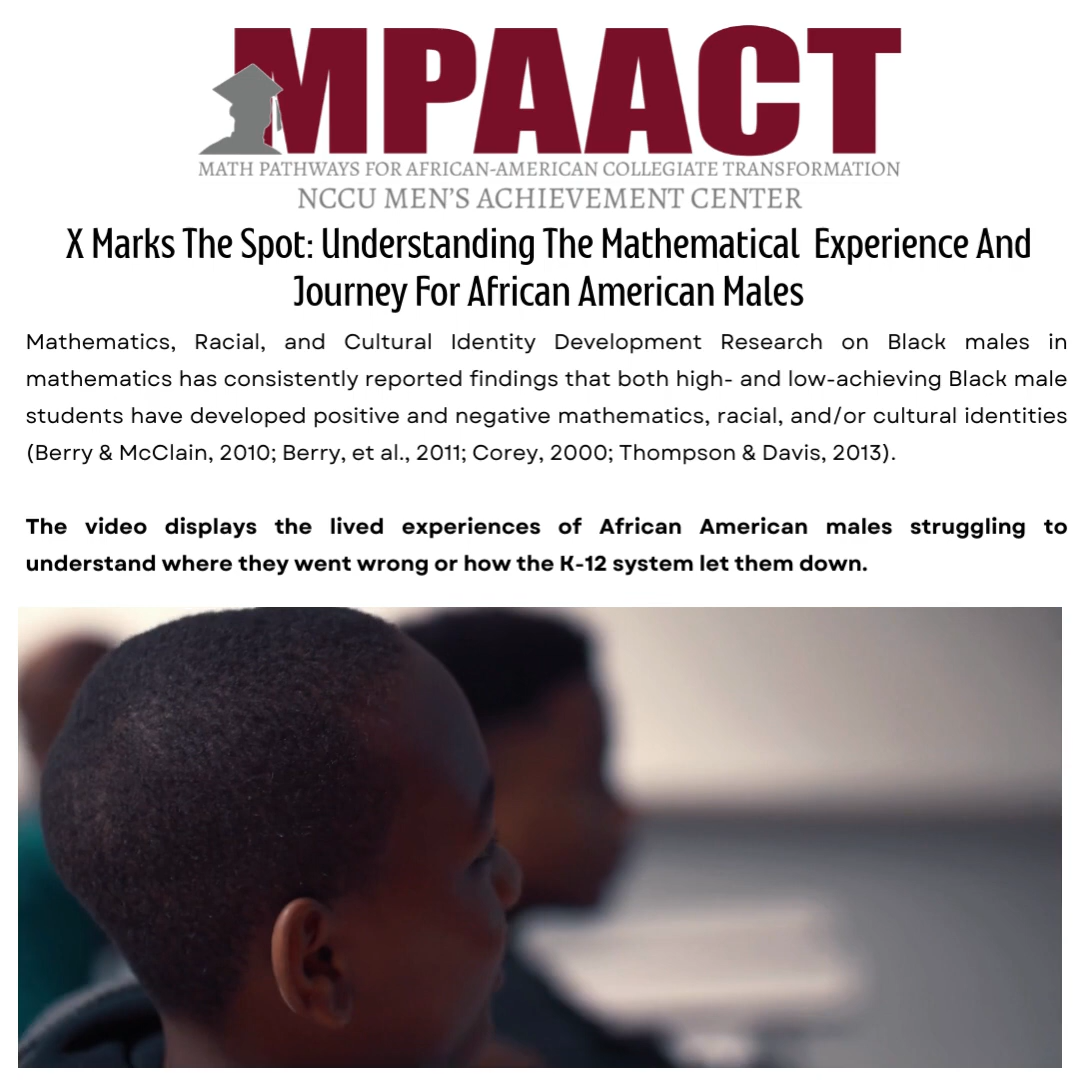 MPAACT
MATH PATHWAYS FOR AFRICAN-AMERICAN COLLEGIATE TRANSFORMATION
NCCU MEN'S ACHIEVEMENT CENTER
X Marks The Spot: Understanding The Mathematical Experience And
Journey For African American Males
Mathematics, Racial, and Cultural Identity Development Research on Black males in
mathematics has consistently reported findings that both high- and low-achieving Black male
students have developed positive and negative mathematics, racial, and/or cultural identities
(Berry & McClain, 2010; Berry, et al., 2011; Corey, 2000; Thompson & Davis, 2013).
The video displays the lived experiences of African American males struggling to
understand where they went wrong or how the K-12 system let them down.